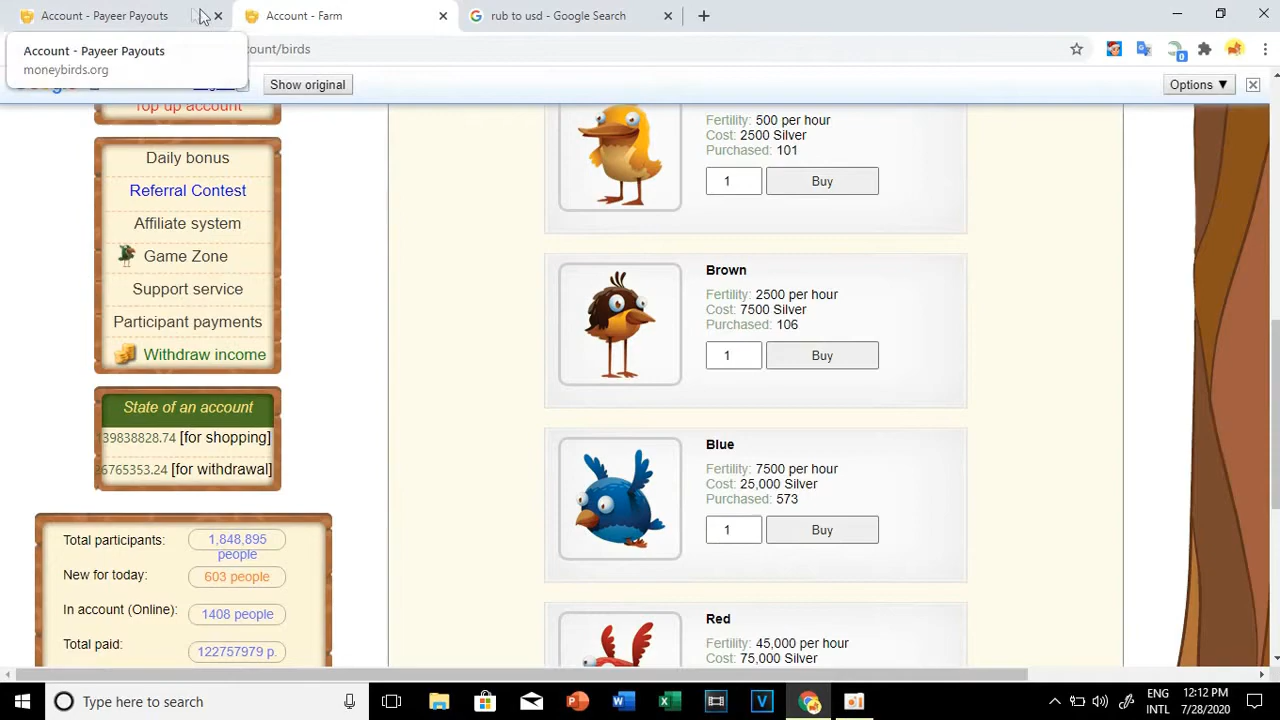 Account - Payeer Payouts
Account - Farm
rub to usd - Google Search
Account - Payeer Payouts
moneybirds.org
count/birds
0
Show original
Options ▼
Top up account
Daily bonus
Referral Contest
Affiliate system
Game Zone
Support service
Participant payments
Withdraw income
State of an account
39838828.74 [for shopping]
6765353.24 [for withdrawal]
Total participants: 1,848,895 people
New for today: 603 people
In account (Online): 1408 people
Total paid: 122757979 p.
Fertility: 500 per hour
Cost: 2500 Silver
Purchased: 101
1 Buy
Brown
Fertility: 2500 per hour
Cost: 7500 Silver
Purchased: 106
1 Buy
Blue
Fertility: 7500 per hour
Cost: 25,000 Silver
Purchased: 573
1 Buy
Red
Fertility: 45,000 per hour
Cost: 75,000 Silver
Type here to search
ENG
INTL
12:12 PM
7/28/2020